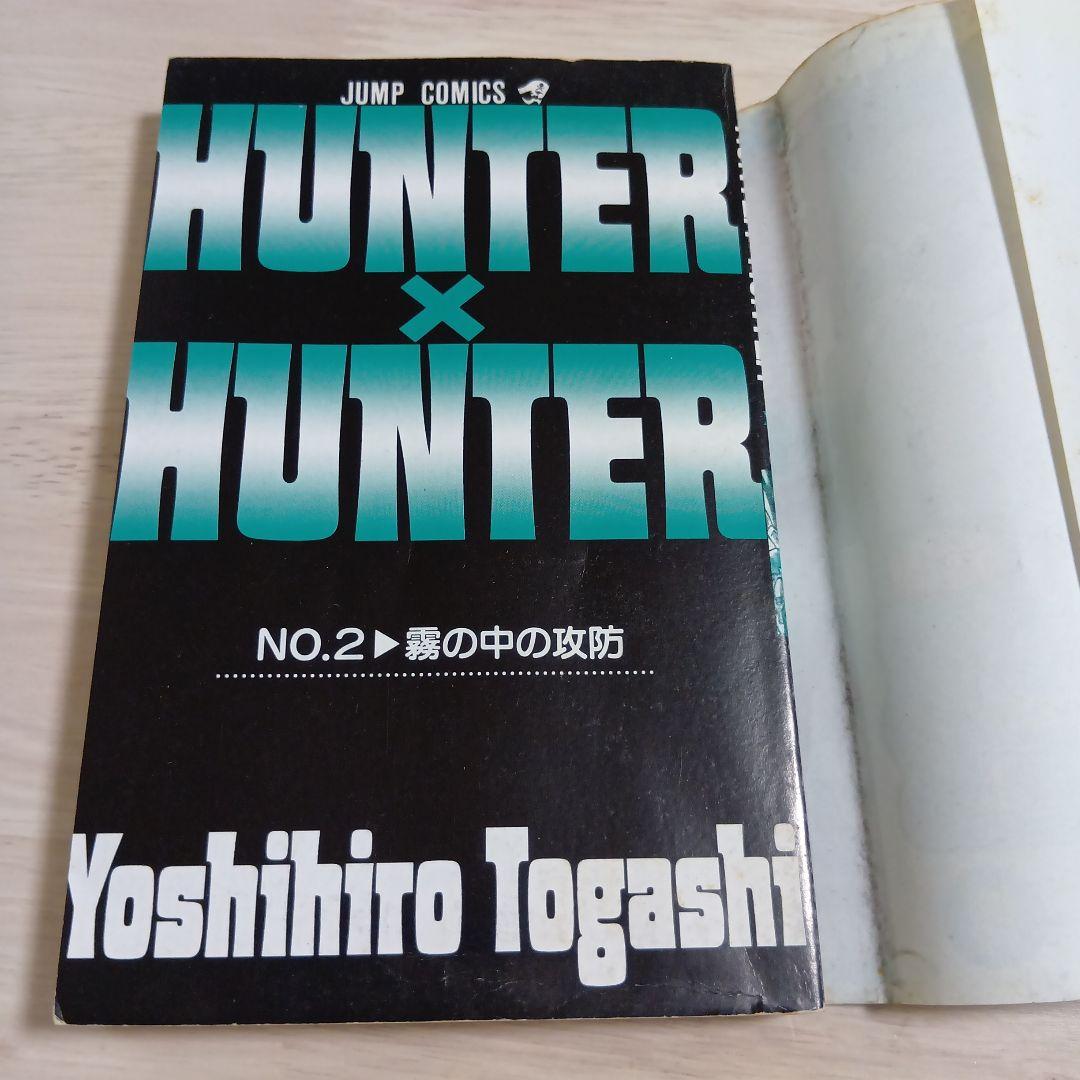 JUMP COMICS
HUNTER
×
HUNTER
NO.2▶霧の中の攻防
Yoshihiro Togashi